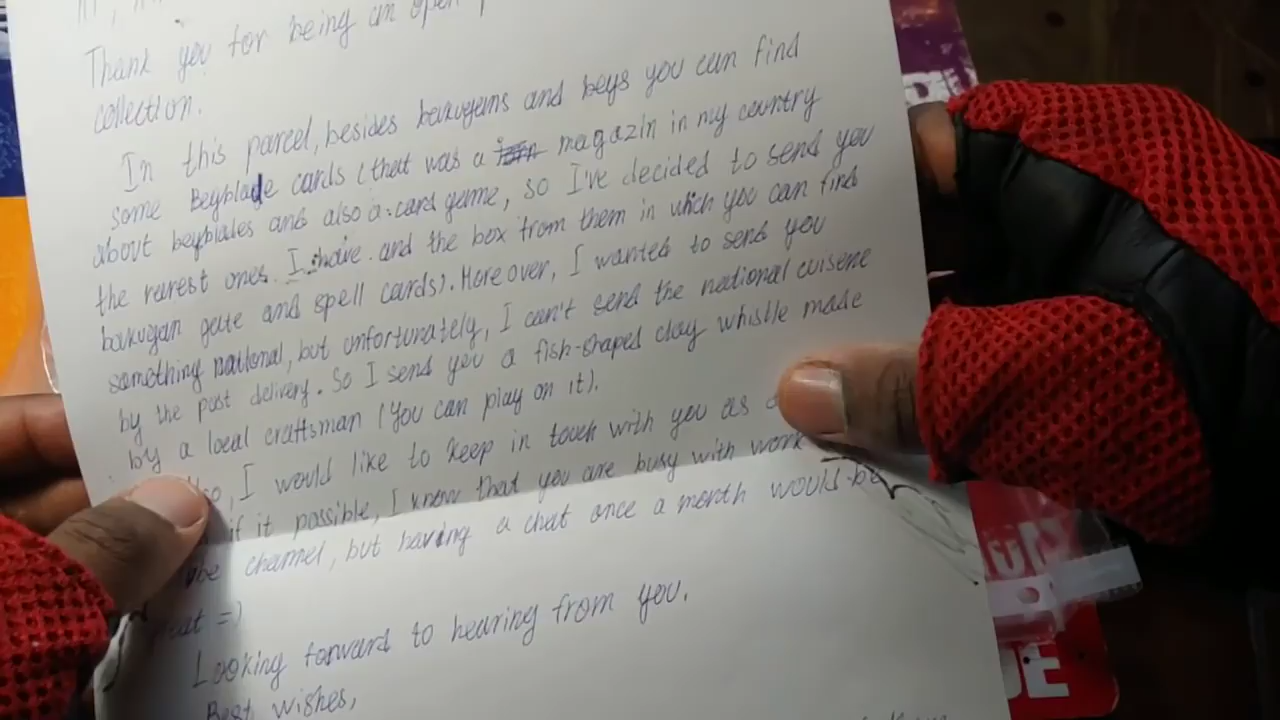 Thank you for being an open
collection.
In this parcel, besides bakugans and beys you can find
some Beyblade cards (that was a magazin in my country
about beyblades and also a card game, so I've decided to send you
the rarest ones. I have and the box from them in which you can find
bakugan gate and spell cards). More over, I wanted to send you
something national, but unfortunately, I can't send the national cuisene
by the post delivery. So I send you a fish-shaped clay whistle made
by a local craftsman (You can play on it).
I would like to keep in touch with you as
if it possible, I know that you are busy with work
channel, but having a chat once a month would be
=)
Looking forward to hearing from you.
Best wishes,